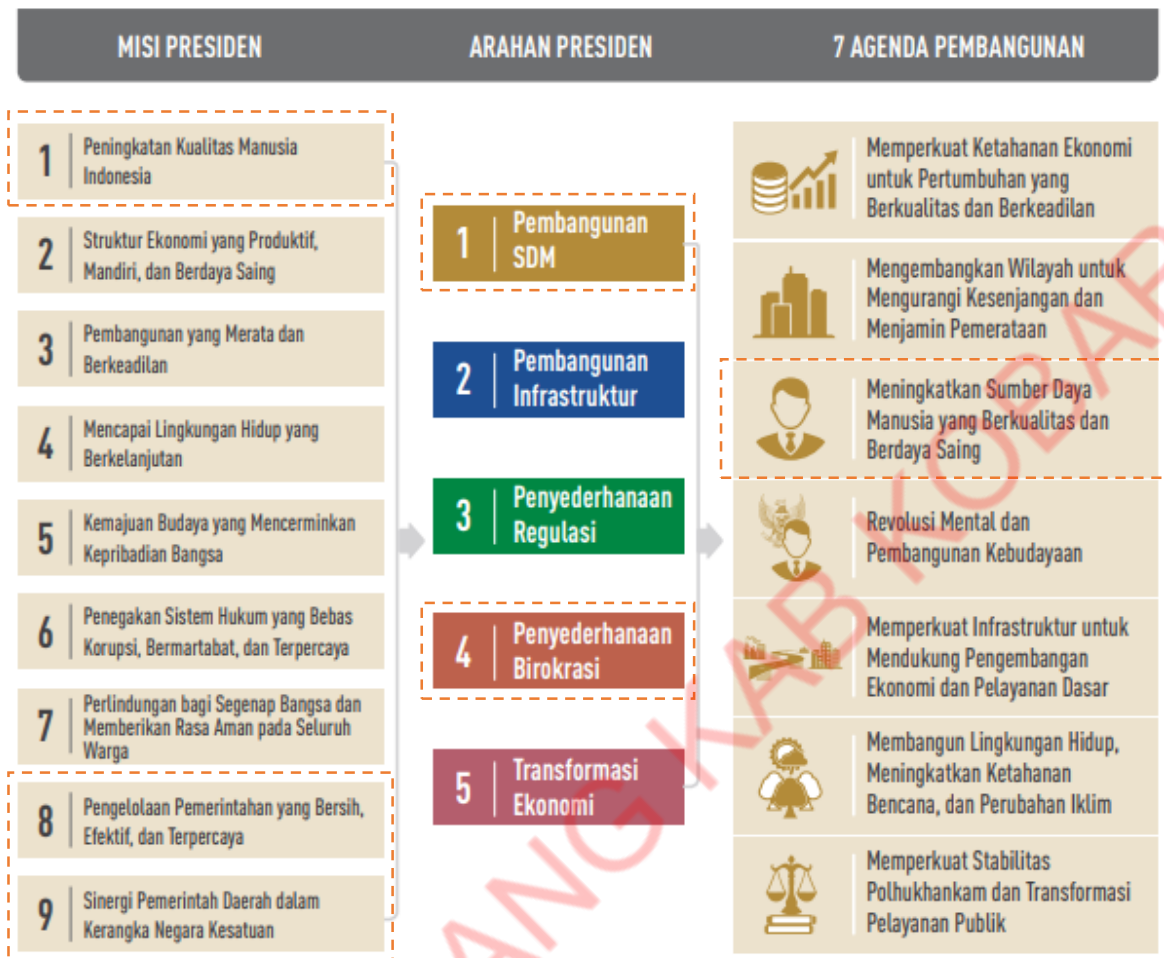 MISI PRESIDEN
ARAHAN PRESIDEN
7 AGENDA PEMBANGUNAN
1
Peningkatan Kualitas Manusia
Indonesia
2
Struktur Ekonomi yang Produktif,
Mandiri, dan Berdaya Saing
3
Pembangunan yang Merata dan
Berkeadilan
4
Mencapai Lingkungan Hidup yang
Berkelanjutan
5
Kemajuan Budaya yang Mencerminkan
Kepribadian Bangsa
6
Penegakan Sistem Hukum yang Bebas
Korupsi, Bermartabat, dan Terpercaya
7
Perlindungan bagi Segenap Bangsa dan
Memberikan Rasa Aman pada Seluruh
Warga
8
Pengelolaan Pemerintahan yang Bersih,
Efektif, dan Terpercaya
9
Sinergi Pemerintah Daerah dalam
Kerangka Negara Kesatuan
1
Pembangunan
SDM
2
Pembangunan
Infrastruktur
3
Penyederhanaan
Regulasi
4
Penyederhanaan
Birokrasi
5
Transformasi
Ekonomi
Memperkuat Ketahanan Ekonomi
untuk Pertumbuhan yang
Berkualitas dan Berkeadilan
Mengembangkan Wilayah untuk
Mengurangi Kesenjangan dan
Menjamin Pemerataan
Meningkatkan Sumber Daya
Manusia yang Berkualitas dan
Berdaya Saing
Revolusi Mental dan
Pembangunan Kebudayaan
Memperkuat Infrastruktur untuk
Mendukung Pengembangan
Ekonomi dan Pelayanan Dasar
Membangun Lingkungan Hidup,
Meningkatkan Ketahanan
Bencana, dan Perubahan Iklim
Memperkuat Stabilitas
Polhukhankam dan Transformasi
Pelayanan Publik
ANG KAB KOBAR